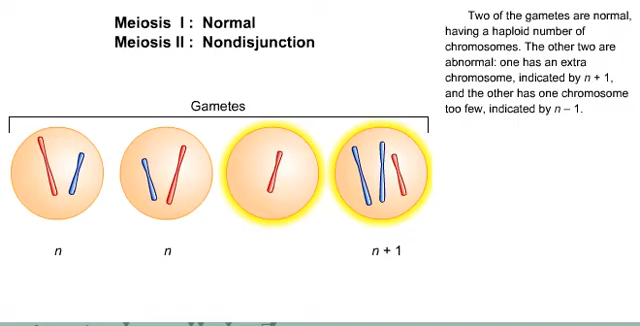 Meiosis I : Normal
Meiosis II : Nondisjunction
Two of the gametes are normal,
having a haploid number of
chromosomes. The other two are
abnormal: one has an extra
chromosome, indicated by n + 1,
and the other has one chromosome
too few, indicated by n – 1.
Gametes
n
n
n + 1